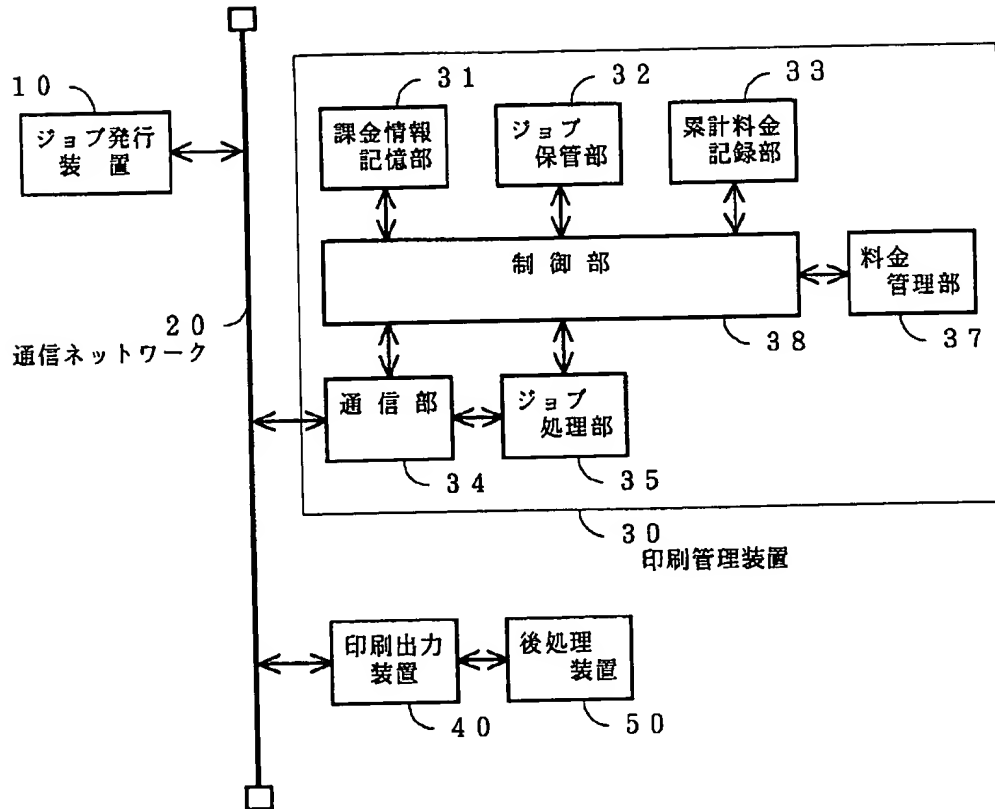 10
ジョブ発行
装置
31
課金情報
記憶部
32
ジョブ
保管部
33
累計料金
記録部
制御部
38
料金
管理部
37
20
通信ネットワーク
通信部
34
ジョブ
処理部
35
30
印刷管理装置
印刷出力
装置
40
後処理
装置
50